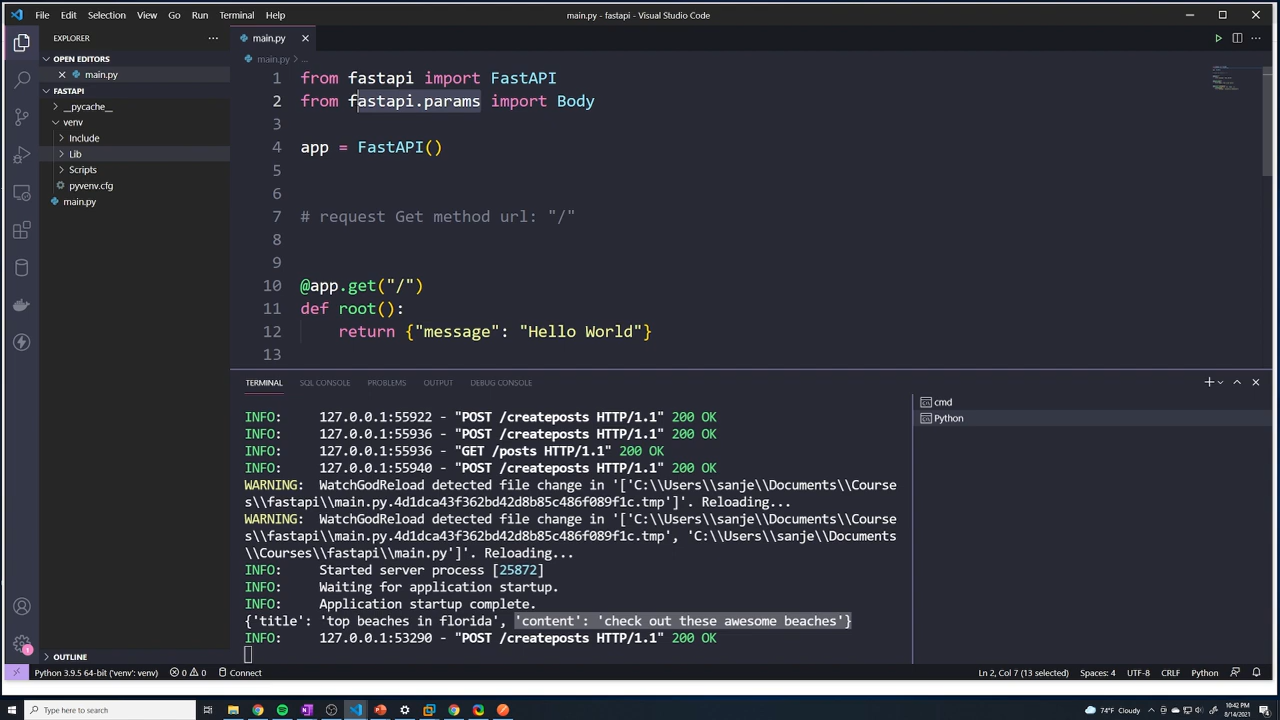 File Edit Selection View Go Run Terminal Help
main.py - fastapi - Visual Studio Code
EXPLORER
OPEN EDITORS
main.py
FASTAPI
__pycache__
venv
Include
Lib
Scripts
pyvenv.cfg
main.py
OUTLINE
main.py
main.py > ...
1 from fastapi import FastAPI
2 from fastapi.params import Body
3
4 app = FastAPI()
5
6
7 # request Get method url: "/"
8
9
10 @app.get("/")
11 def root():
12 return {"message": "Hello World"}
13
TERMINAL SQL CONSOLE PROBLEMS OUTPUT DEBUG CONSOLE
INFO: 127.0.0.1:55922 - "POST /createposts HTTP/1.1" 200 OK
INFO: 127.0.0.1:55936 - "POST /createposts HTTP/1.1" 200 OK
INFO: 127.0.0.1:55936 - "GET /posts HTTP/1.1" 200 OK
INFO: 127.0.0.1:55940 - "POST /createposts HTTP/1.1" 200 OK
WARNING: WatchGodReload detected file change in '['C:\\Users\\sanje\\Documents\\Course
s\\fastapi\\main.py.4d1dca43f362bd42d8b85c486f089f1c.tmp']'. Reloading...
WARNING: WatchGodReload detected file change in '['C:\\Users\\sanje\\Documents\\Course
s\\fastapi\\main.py.4d1dca43f362bd42d8b85c486f089f1c.tmp', 'C:\\Users\\sanje\\Documents
\\Courses\\fastapi\\main.py']'. Reloading...
INFO: Started server process [25872]
INFO: Waiting for application startup.
INFO: Application startup complete.
{'title': 'top beaches in florida', 'content': 'check out these awesome beaches'}
INFO: 127.0.0.1:53290 - "POST /createposts HTTP/1.1" 200 OK
cmd
Python
Python 3.9.5 64-bit ('venv': venv) 0 0 Connect
Ln 2, Col 7 (13 selected) Spaces: 4 UTF-8 CRLF Python
Type here to search
74°F Cloudy
10:42 PM
8/14/2021